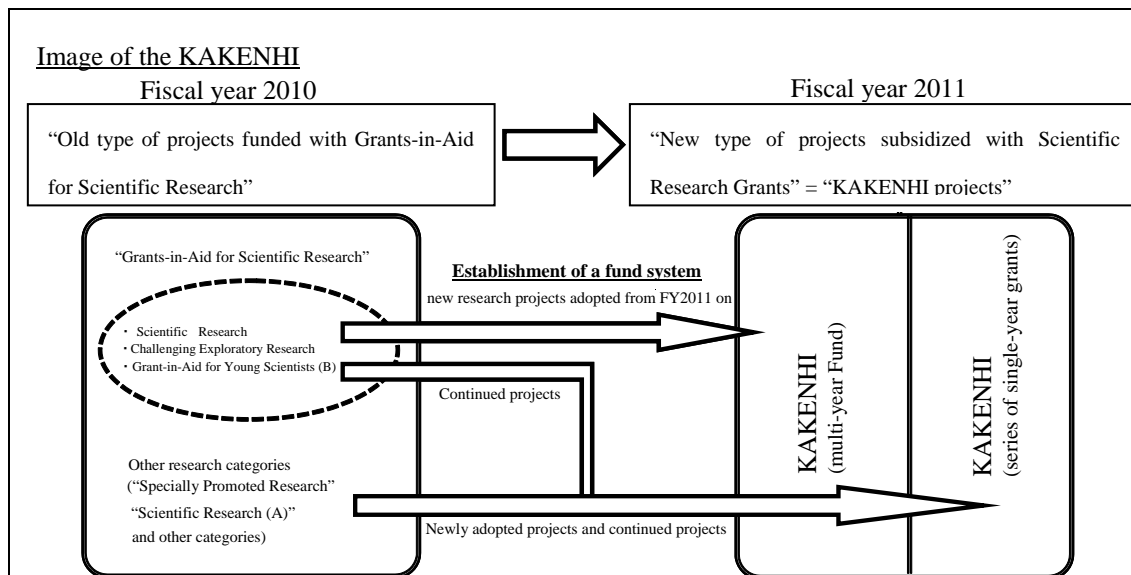 Image of the KAKENHI
Fiscal year 2010
Fiscal year 2011
“Old type of projects funded with Grants-in-Aid
for Scientific Research”
“New type of projects subsidized with Scientific
Research Grants” = “KAKENHI projects”
“Grants-in-Aid for Scientific Research”
・ Scientific Research
・Challenging Exploratory Research
・ Grant-in-Aid for Young Scientists (B)
Establishment of a fund system
new research projects adopted from FY2011 on
Continued projects
Other research categories
(“Specially Promoted Research”
“Scientific Research (A)”
and other categories)
Newly adopted projects and continued projects
KAKENHI
(multi-year Fund)
KAKENHI
(series of single-year grants)